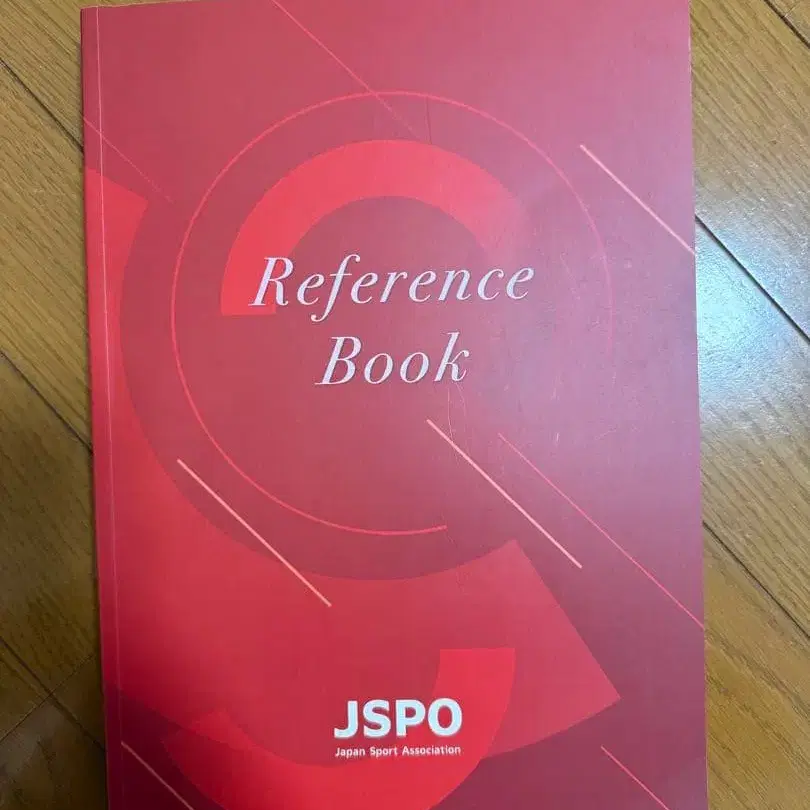 Reference
Book
JSPO
Japan Sport Association